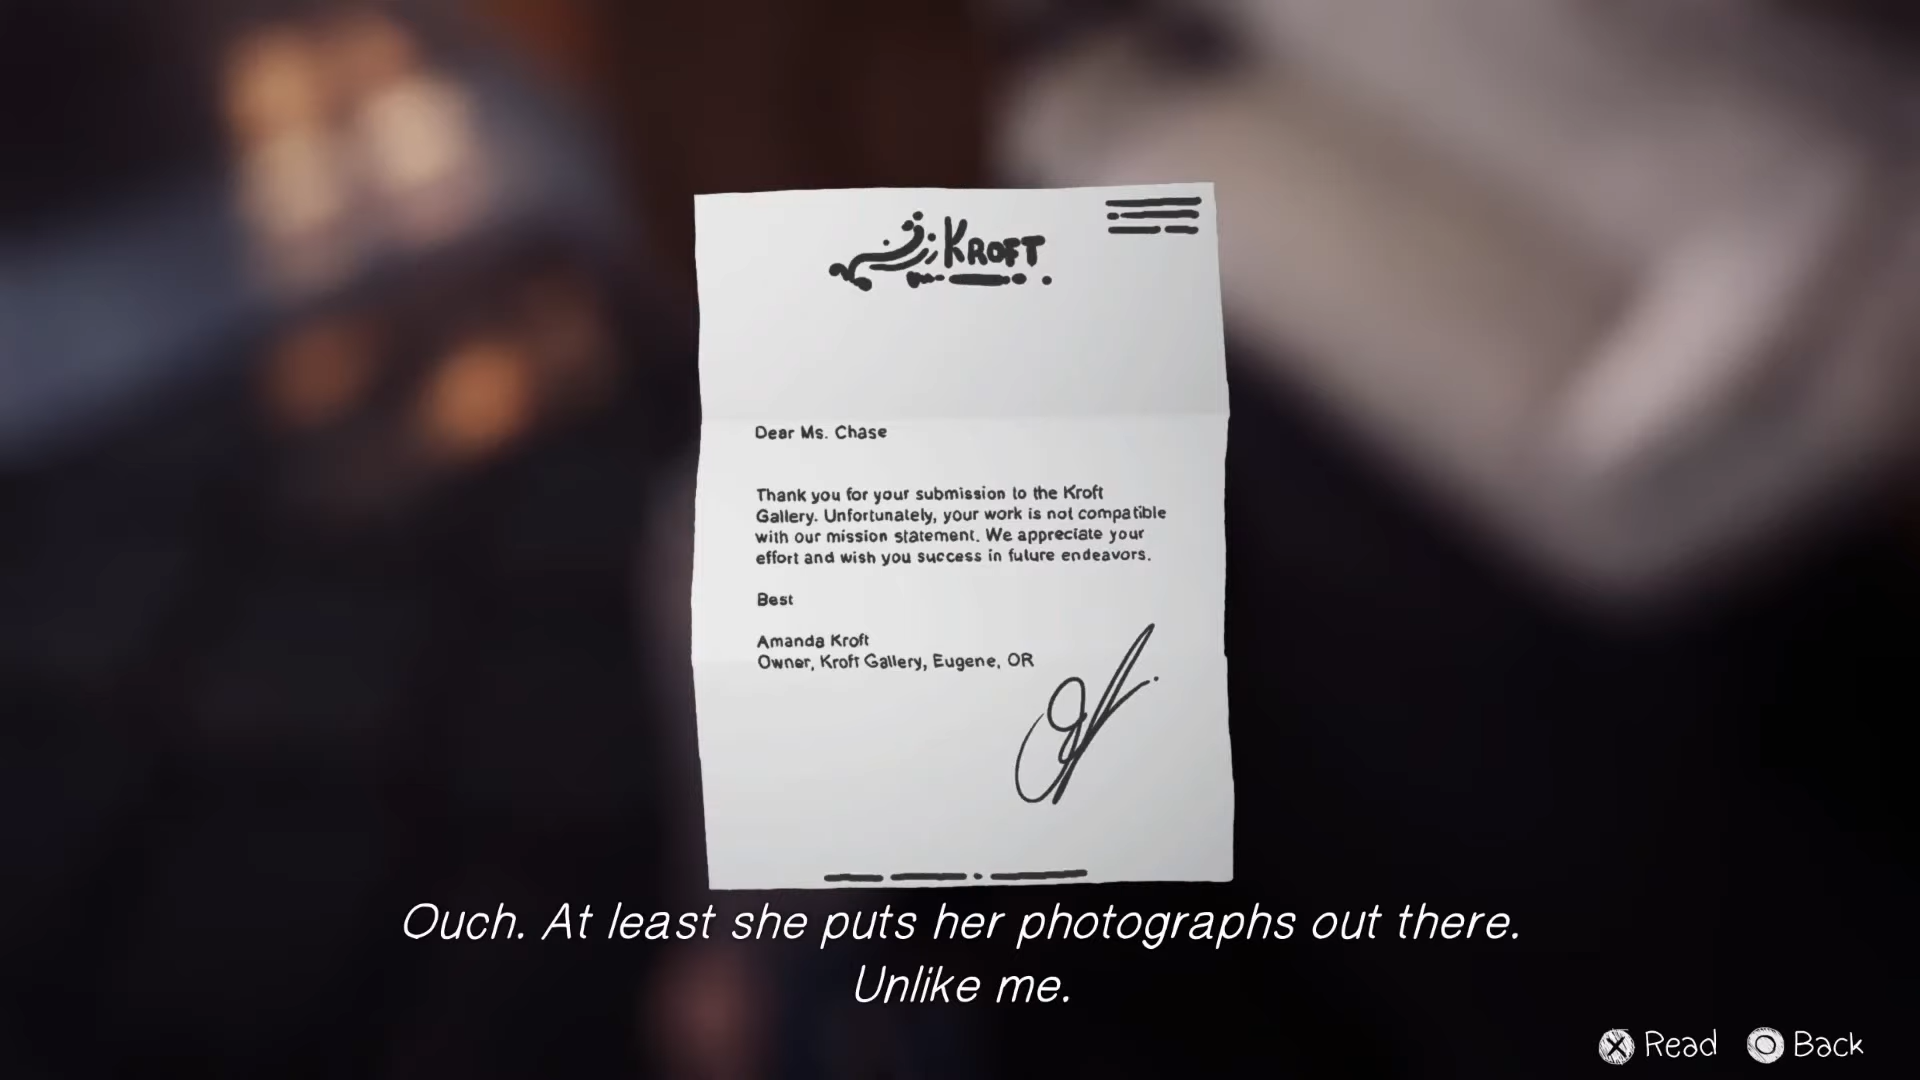 KROFT
Dear Ms. Chase
Thank you for your submission to the Kroft
Gallery. Unfortunately, your work is not compatible
with our mission statement. We appreciate your
effort and wish you success in future endeavors.
Best
Amanda Kroft
Owner, Kroft Gallery, Eugene, OR
Ouch. At least she puts her photographs out there.
Unlike me.
Read
Back